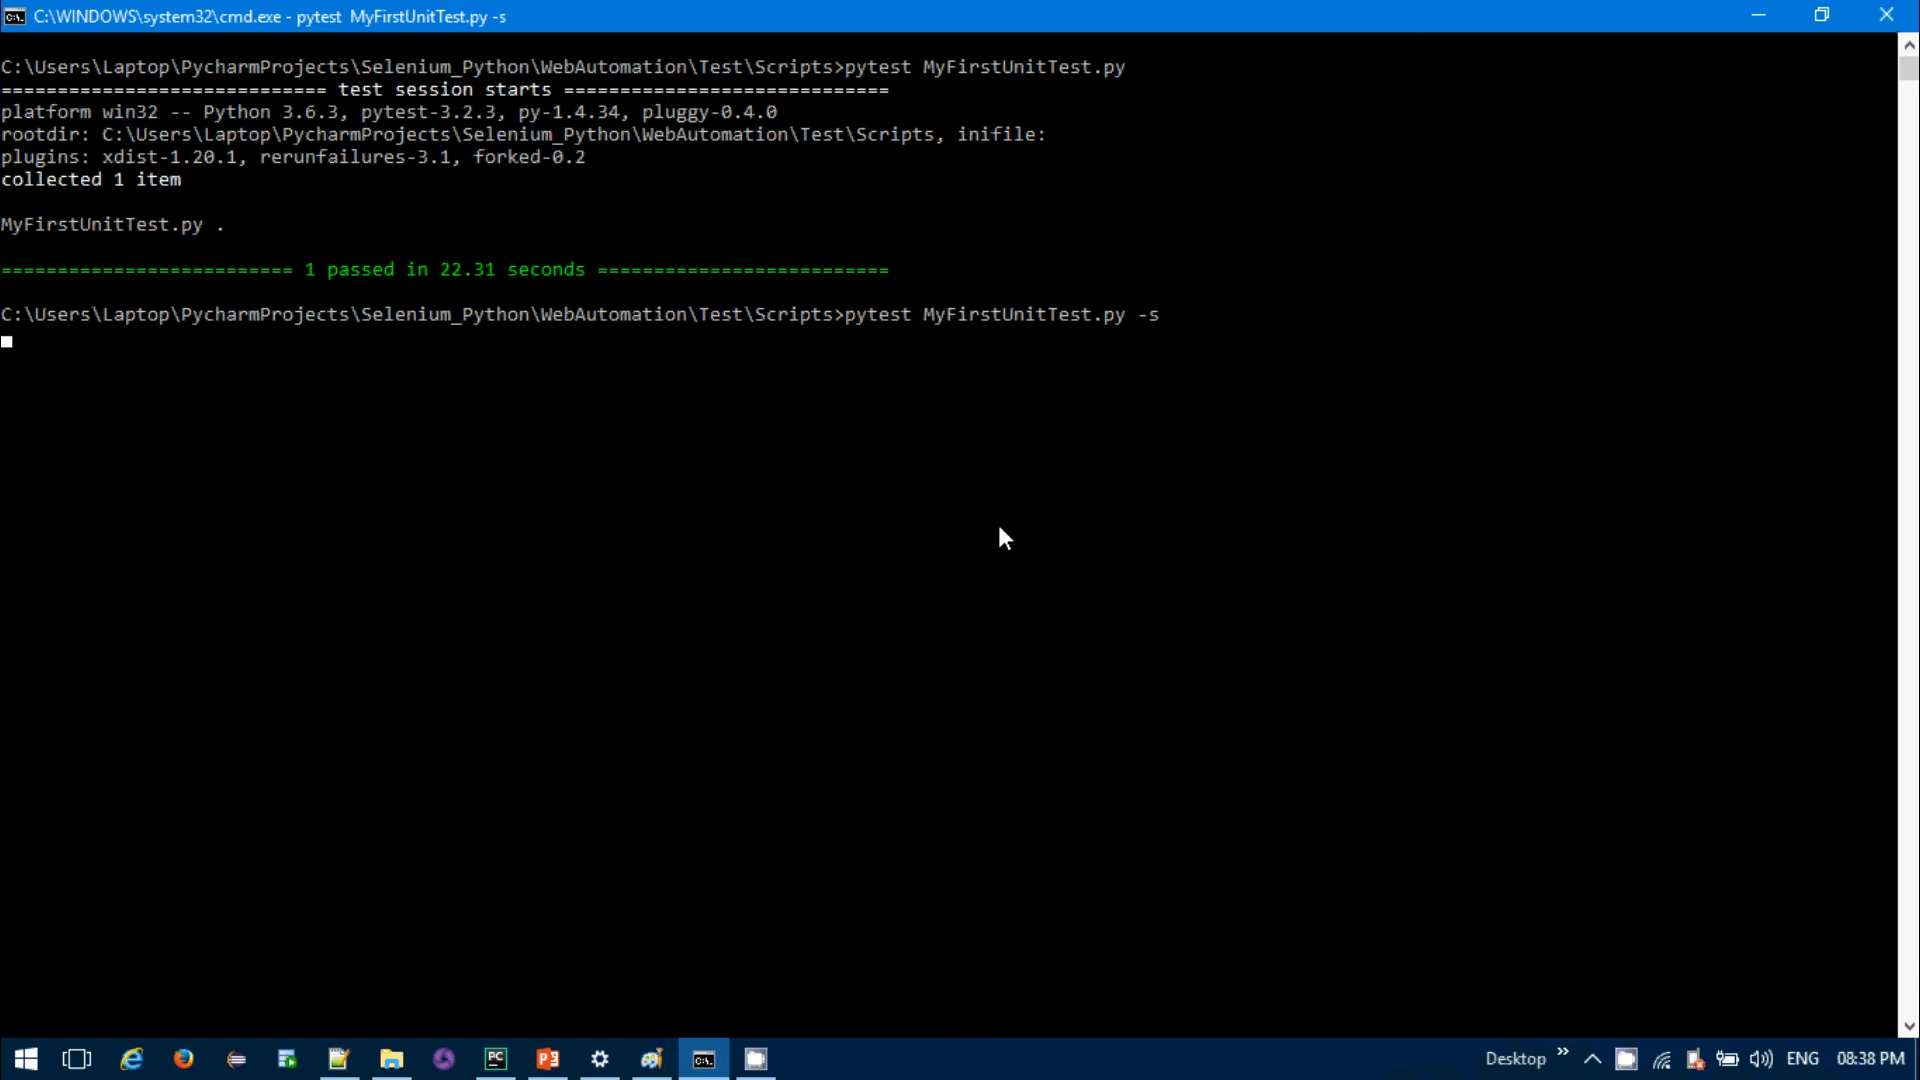 C:\WINDOWS\system32\cmd.exe - pytest  MyFirstUnitTest.py -s
C:\Users\Laptop\PycharmProjects\Selenium_Python\WebAutomation\Test\Scripts>pytest MyFirstUnitTest.py
============================= test session starts =============================
platform win32 -- Python 3.6.3, pytest-3.2.3, py-1.4.34, pluggy-0.4.0
rootdir: C:\Users\Laptop\PycharmProjects\Selenium_Python\WebAutomation\Test\Scripts, inifile:
plugins: xdist-1.20.1, rerunfailures-3.1, forked-0.2
collected 1 item
MyFirstUnitTest.py .
========================== 1 passed in 22.31 seconds ==========================
C:\Users\Laptop\PycharmProjects\Selenium_Python\WebAutomation\Test\Scripts>pytest MyFirstUnitTest.py -s
Desktop » ENG 08:38 PM